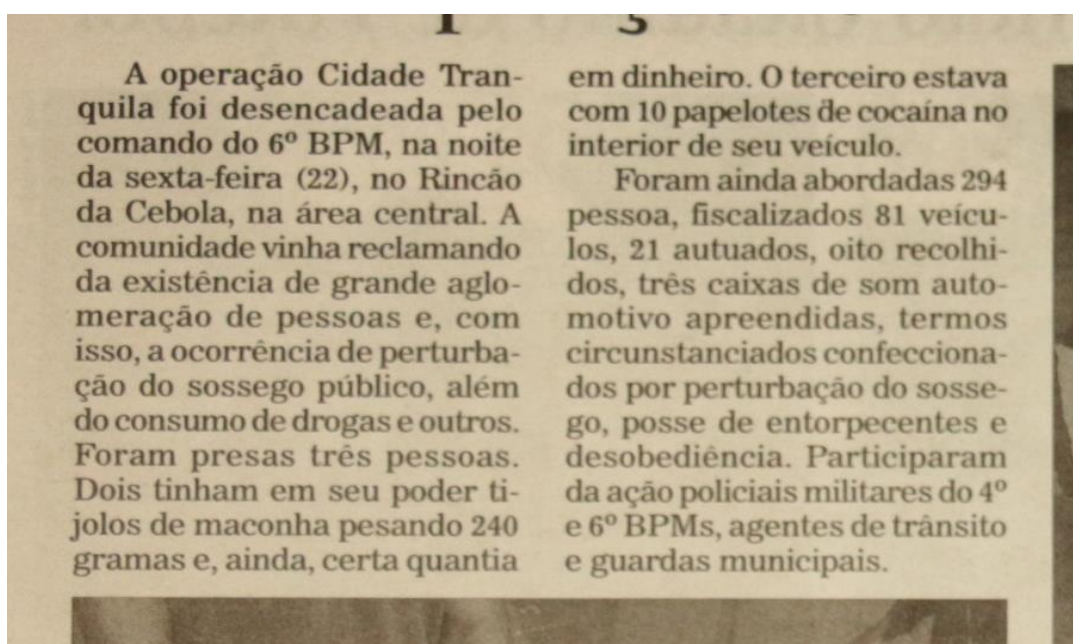 A operação Cidade Tran-
quila foi desencadeada pelo
comando do 6º BPM, na noite
da sexta-feira (22), no Rincão
da Cebola, na área central. A
comunidade vinha reclamando
da existência de grande aglo-
meração de pessoas e, com
isso, a ocorrência de perturba-
ção do sossego público, além
do consumo de drogas e outros.
Foram presas três pessoas.
Dois tinham em seu poder ti-
jolos de maconha pesando 240
gramas e, ainda, certa quantia
em dinheiro. O terceiro estava
com 10 papelotes de cocaína no
interior de seu veículo.
Foram ainda abordadas 294
pessoa, fiscalizados 81 veícu-
los, 21 autuados, oito recolhi-
dos, três caixas de som auto-
motivo apreendidas, termos
circunstanciados confecciona-
dos por perturbação do sosse-
go, posse de entorpecentes e
desobediência. Participaram
da ação policiais militares do 4º
e 6º BPMs, agentes de trânsito
e guardas municipais.